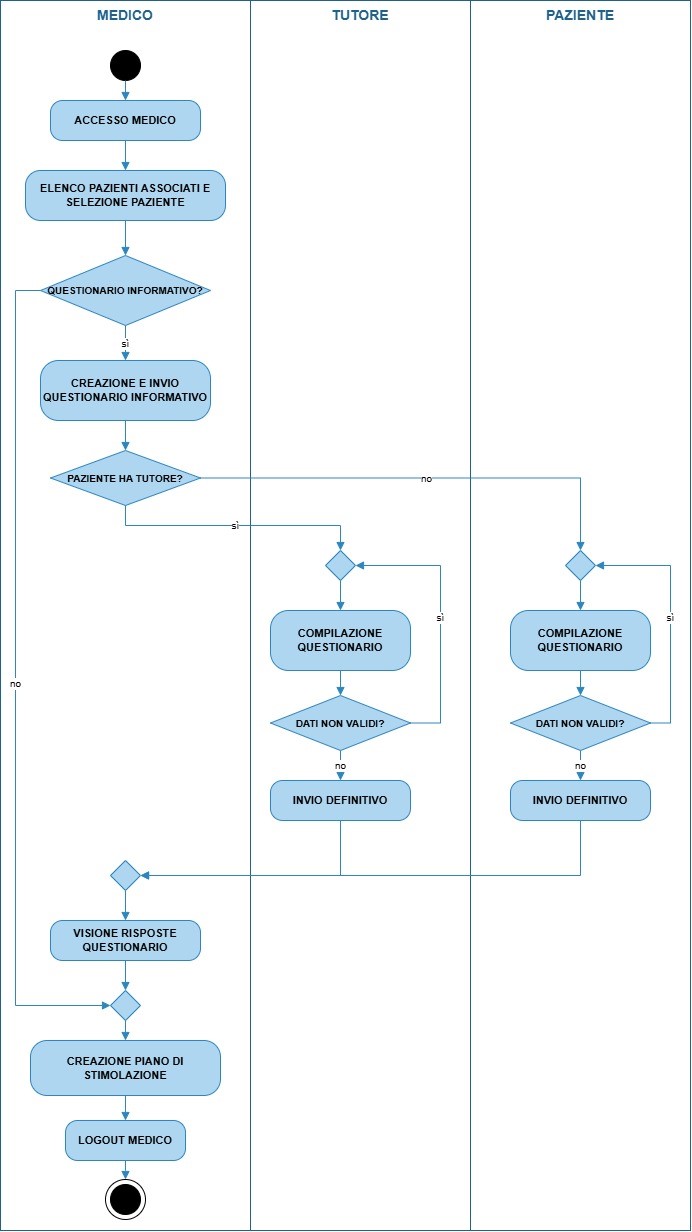 MEDICO
TUTORE
PAZIENTE
ACCESSO MEDICO
ELENCO PAZIENTI ASSOCIATI E
SELEZIONE PAZIENTE
QUESTIONARIO INFORMATIVO?
sì
CREAZIONE E INVIO
QUESTIONARIO INFORMATIVO
PAZIENTE HA TUTORE?
no
sì
COMPILAZIONE
QUESTIONARIO
sì
COMPILAZIONE
QUESTIONARIO
sì
no
DATI NON VALIDI?
DATI NON VALIDI?
no
no
INVIO DEFINITIVO
INVIO DEFINITIVO
VISIONE RISPOSTE
QUESTIONARIO
CREAZIONE PIANO DI
STIMOLAZIONE
LOGOUT MEDICO